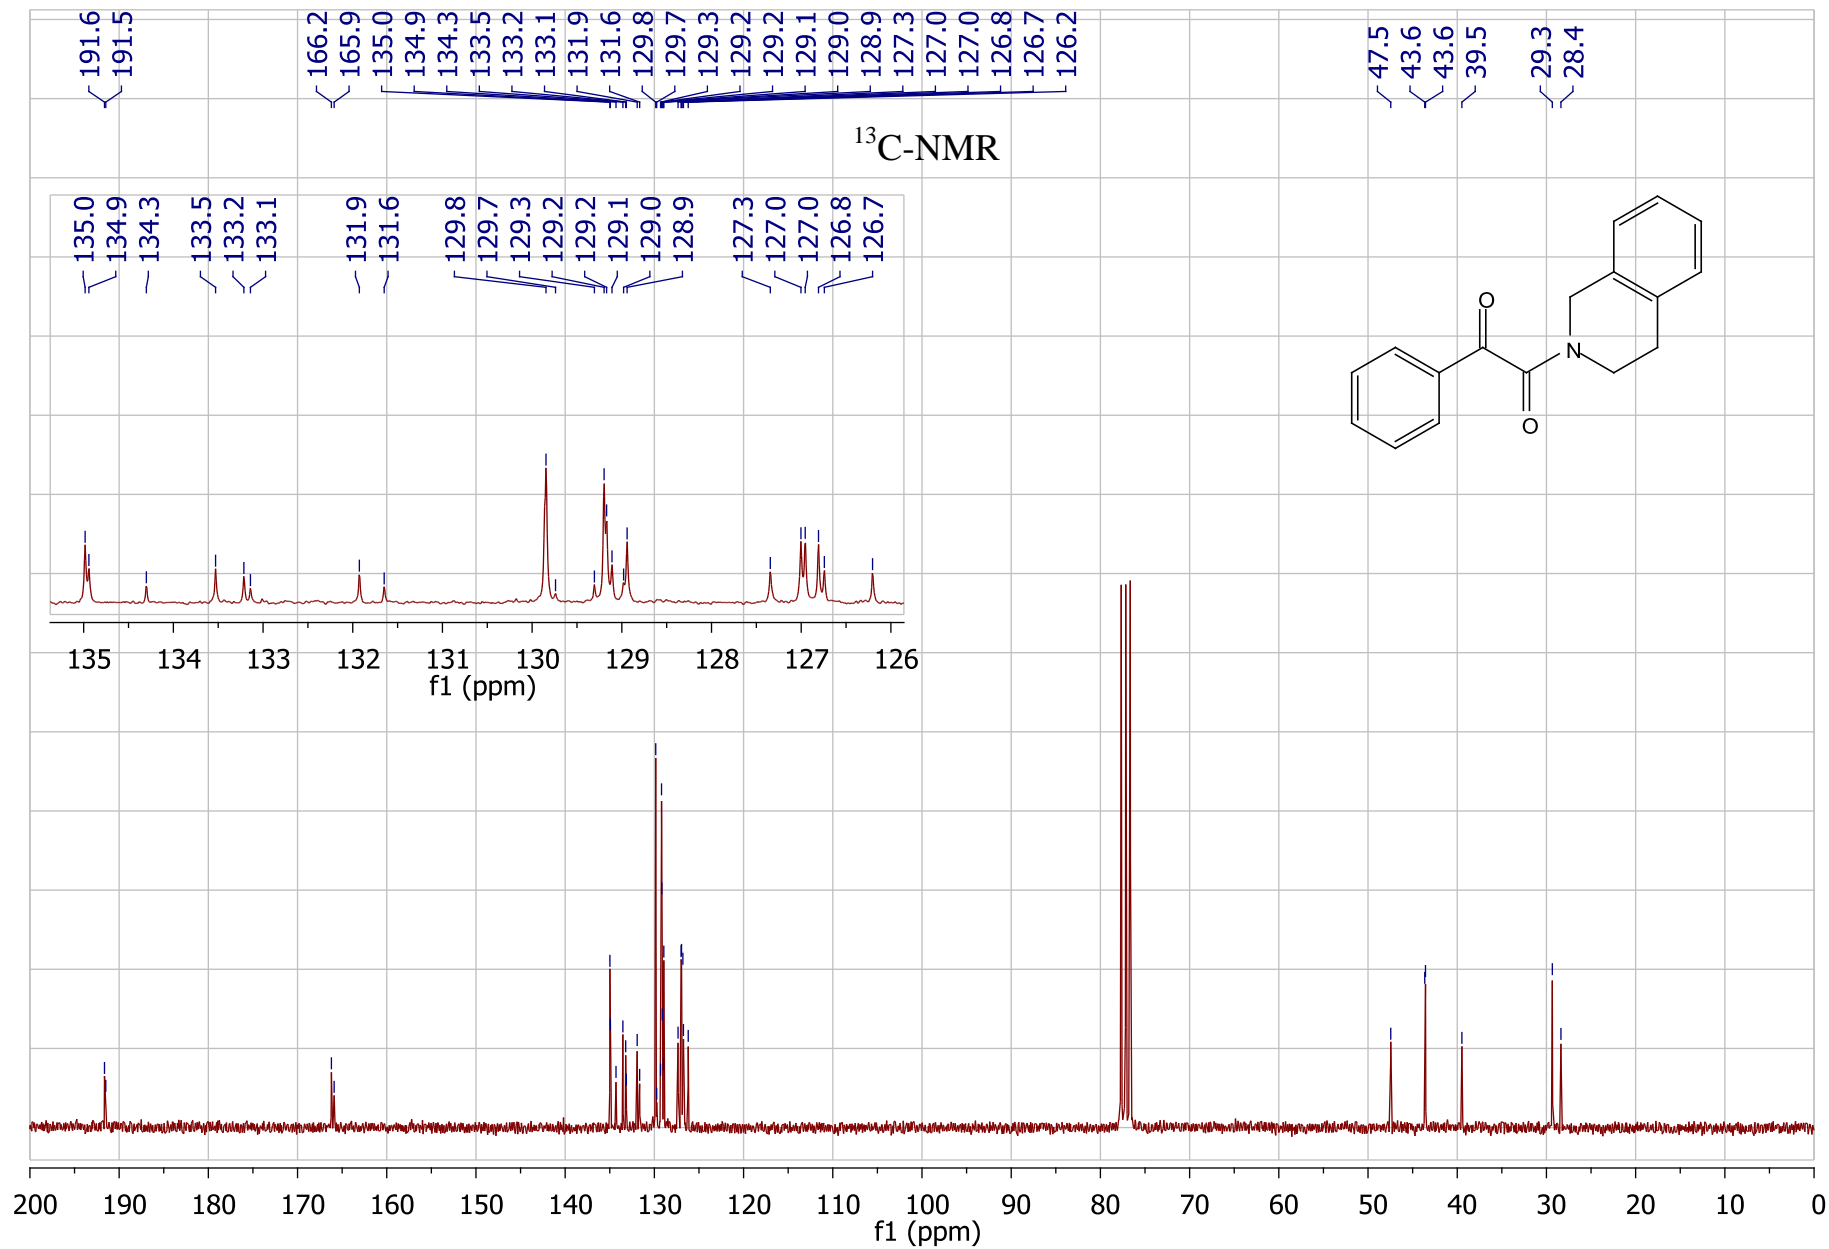 191.6 191.5 166.2 165.9 135.0 134.9 134.3 133.5 133.2 133.1 131.9 131.6 129.8 129.7 129.3 129.2 129.2 129.1 129.0 128.9 127.3 127.0 127.0 126.8 126.7 126.2 47.5 43.6 43.6 39.5 29.3 28.4
13C-NMR
135.0 134.9 134.3 133.5 133.2 133.1 131.9 131.6 129.8 129.7 129.3 129.2 129.2 129.1 129.0 128.9 127.3 127.0 127.0 126.8 126.7
O
N
O
135 134 133 132 131 130 129 128 127 126
f1 (ppm)
200 190 180 170 160 150 140 130 120 110 100 90 80 70 60 50 40 30 20 10 0
f1 (ppm)